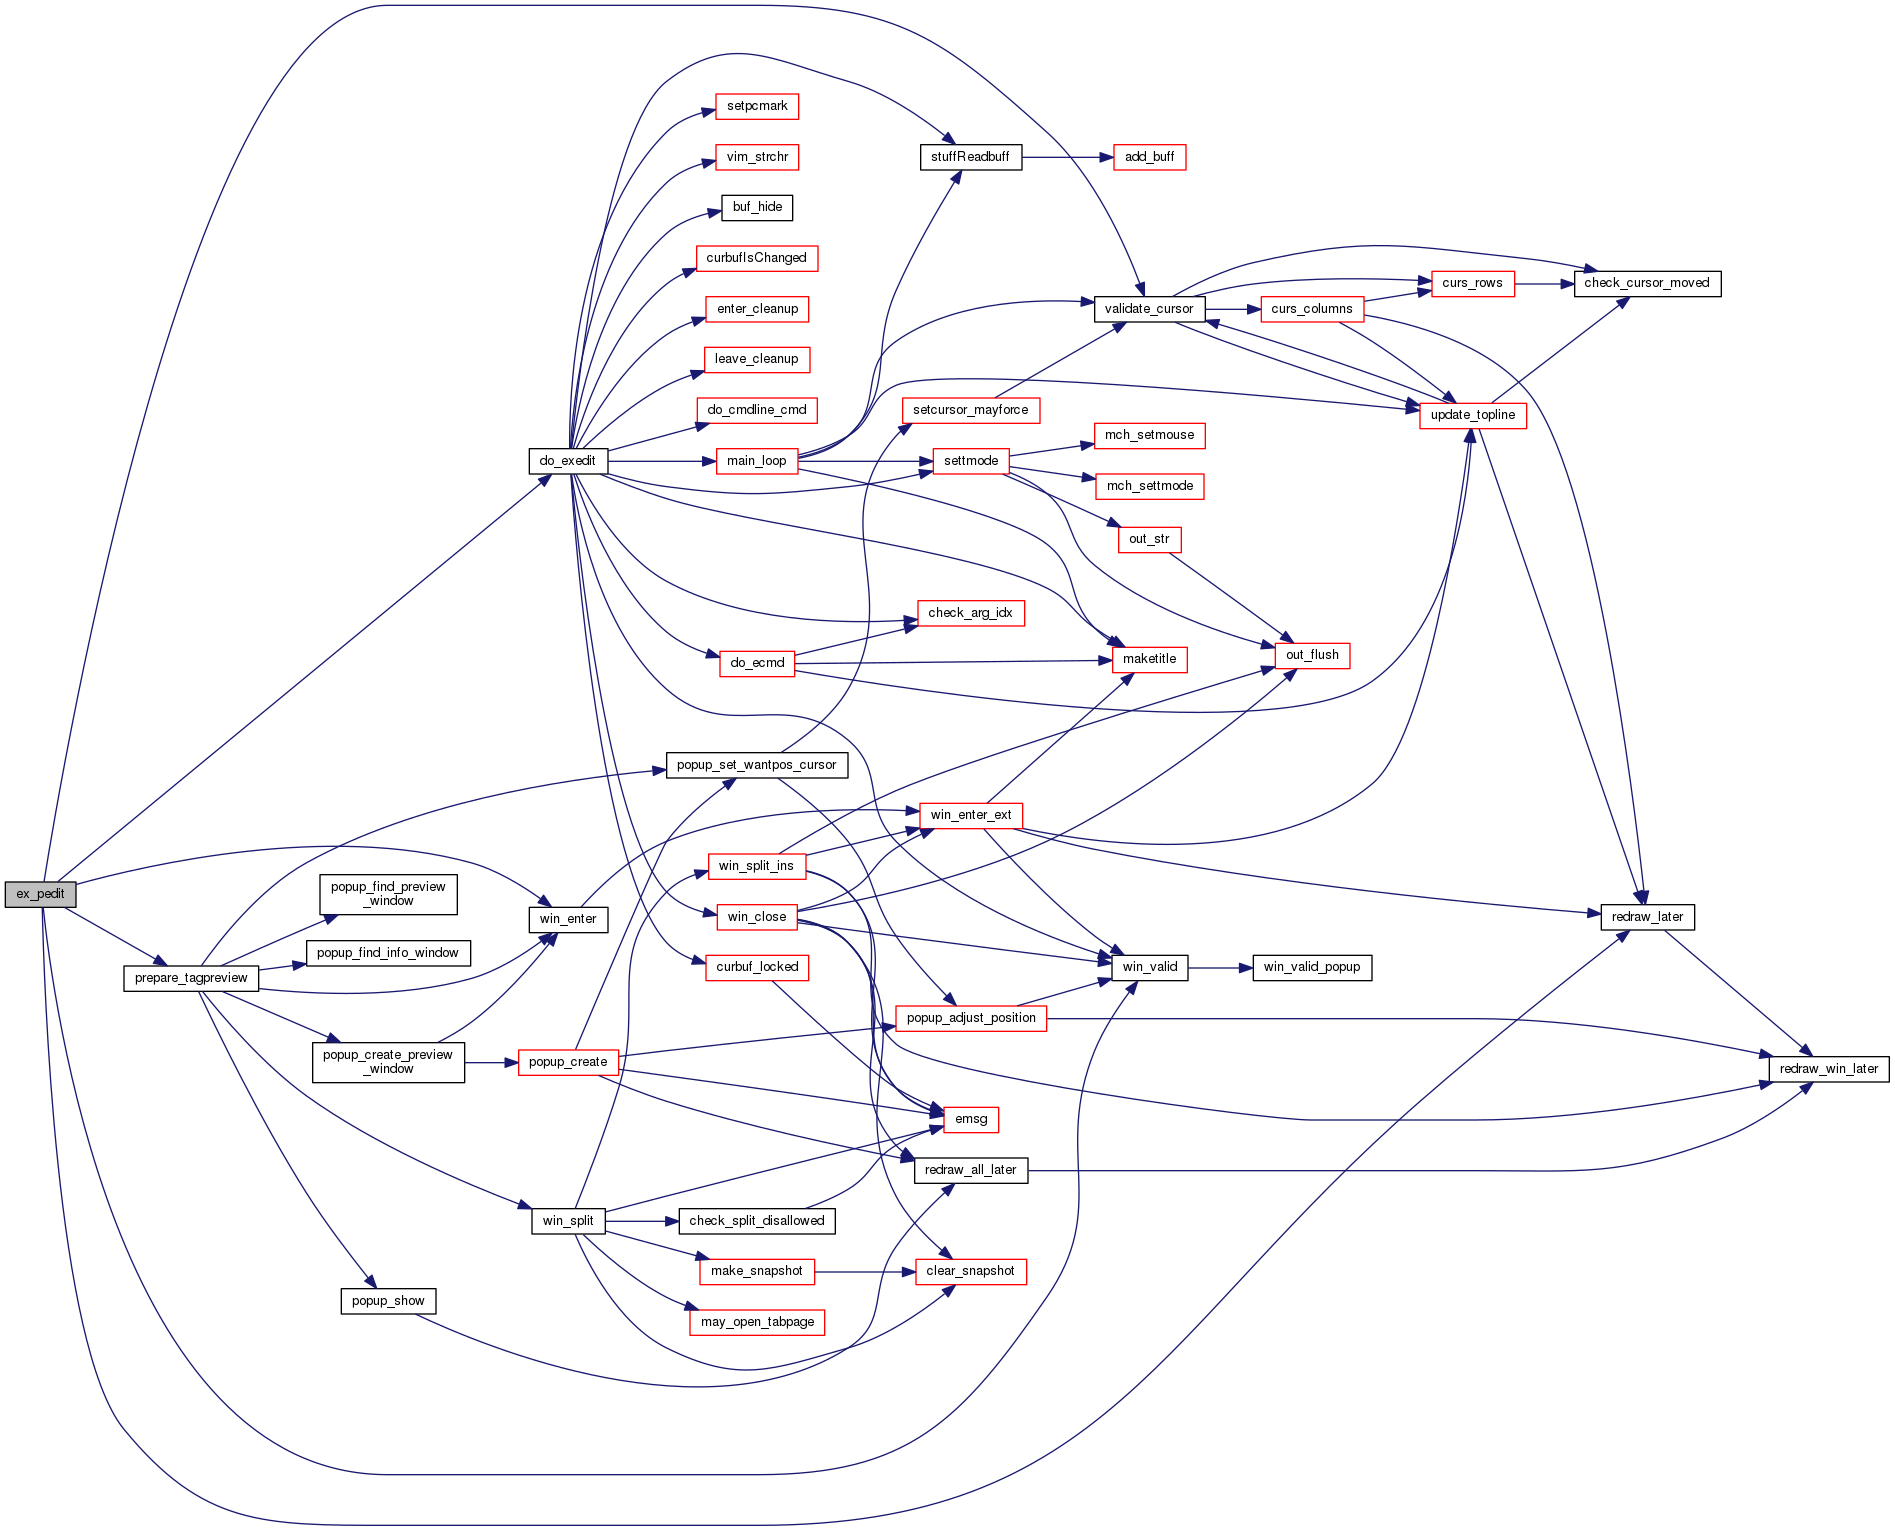 setpcmark
vim_strchr
stuffReadbuff
add_buff
buf_hide
curbufIsChanged
curs_rows
check_cursor_moved
enter_cleanup
validate_cursor
curs_columns
leave_cleanup
do_cmdline_cmd
setcursor_mayforce
update_topline
mch_setmouse
do_exedit
main_loop
settmode
mch_settmode
out_str
check_arg_idx
do_ecmd
maketitle
out_flush
popup_set_wantpos_cursor
win_enter_ext
win_split_ins
ex_pedit
popup_find_preview
_window
win_enter
win_close
redraw_later
popup_find_info_window
prepare_tagpreview
curbuf_locked
win_valid
win_valid_popup
popup_adjust_position
popup_create_preview
_window
popup_create
redraw_win_later
emsg
redraw_all_later
win_split
check_split_disallowed
make_snapshot
clear_snapshot
popup_show
may_open_tabpage